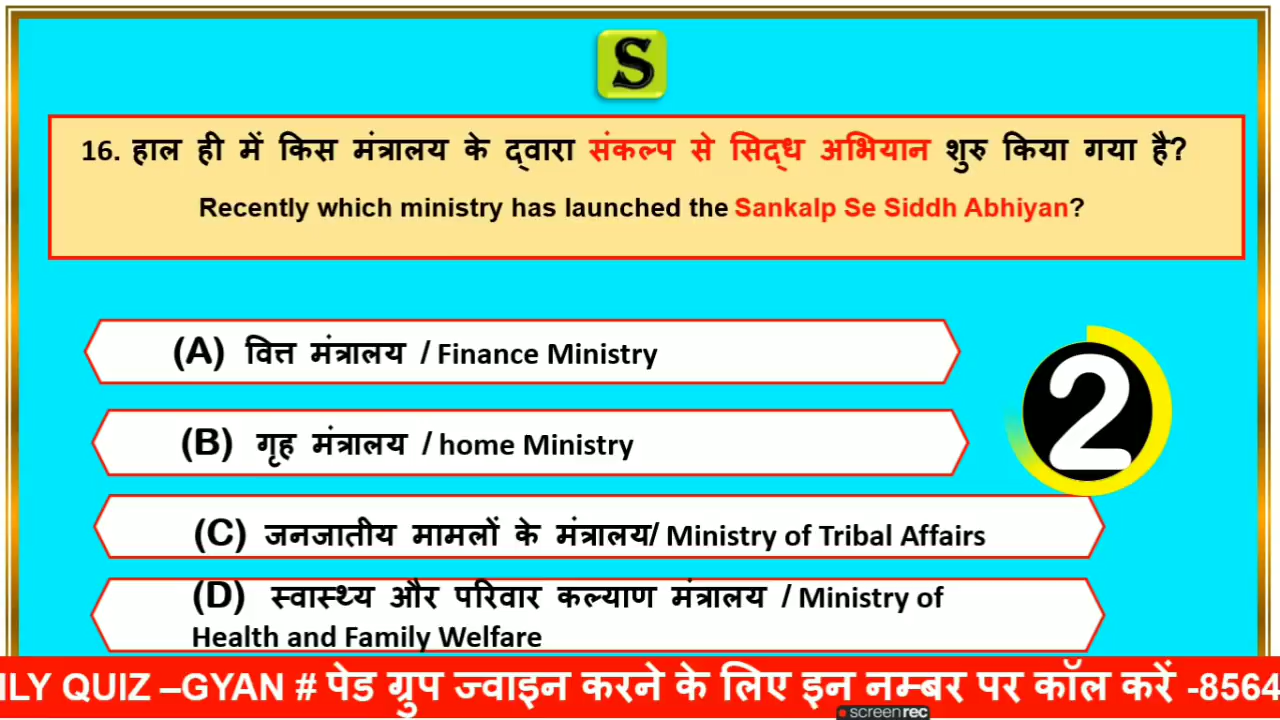 S
16. हाल ही में किस मंत्रालय के द्वारा संकल्प से सिद्ध अभियान शुरु किया गया है?
Recently which ministry has launched the Sankalp Se Siddh Abhiyan?
(A) वित्त मंत्रालय / Finance Ministry
2
(B) गृह मंत्रालय / home Ministry
(C) जनजातीय मामलों के मंत्रालय/ Ministry of Tribal Affairs
(D) स्वास्थ्य और परिवार कल्याण मंत्रालय / Ministry of
Health and Family Welfare
ILY QUIZ –GYAN # पेड ग्रुप ज्वाइन करने के लिए इन नम्बर पर कॉल करें -8564
screenrec